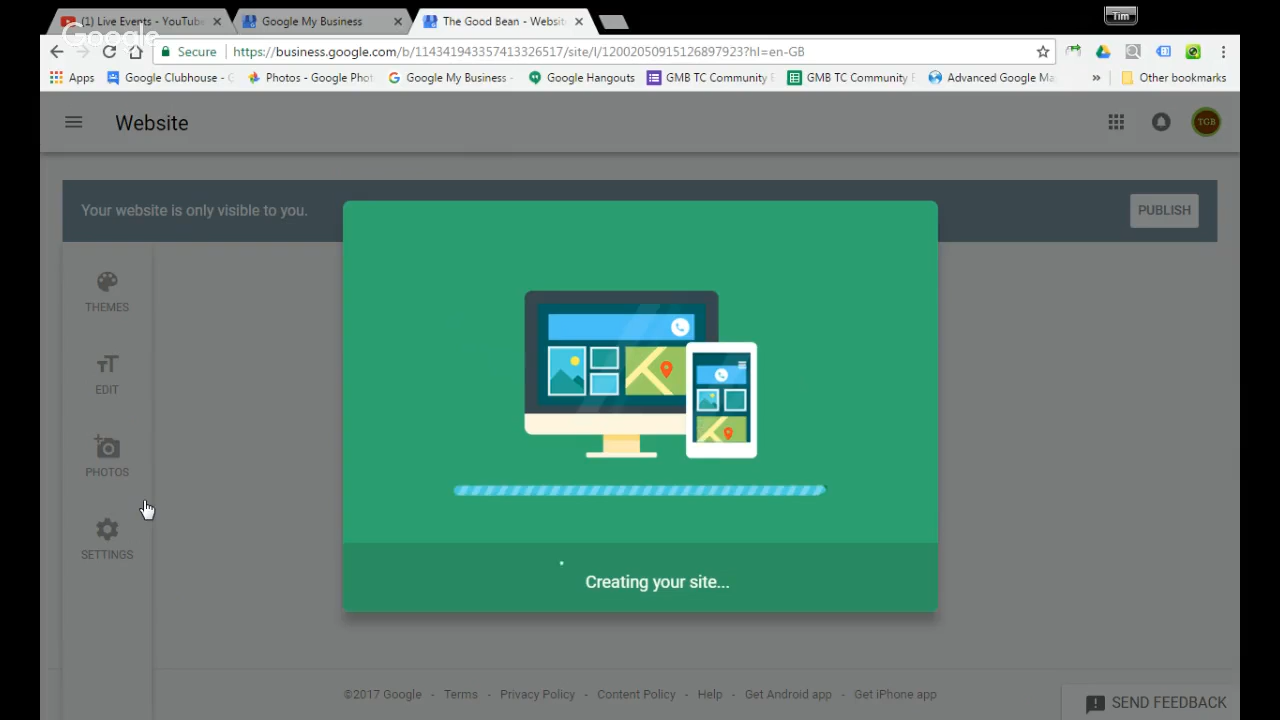 (1) Live Events - YouTube
Google My Business
The Good Bean - Websit
Tim
Google
Secure
https://business.google.com/b/114341943357413326517/site/l/12002050915126897923?hl=en-GB
Apps
Google Clubhouse - G
Photos - Google Phot
Google My Business -
Google Hangouts
GMB TC Community E
GMB TC Community E
Advanced Google Ma
»
Other bookmarks
Website
TGB
Your website is only visible to you.
PUBLISH
THEMES
EDIT
PHOTOS
SETTINGS
Creating your site...
©2017 Google - Terms - Privacy Policy - Content Policy - Help - Get Android app - Get iPhone app
SEND FEEDBACK